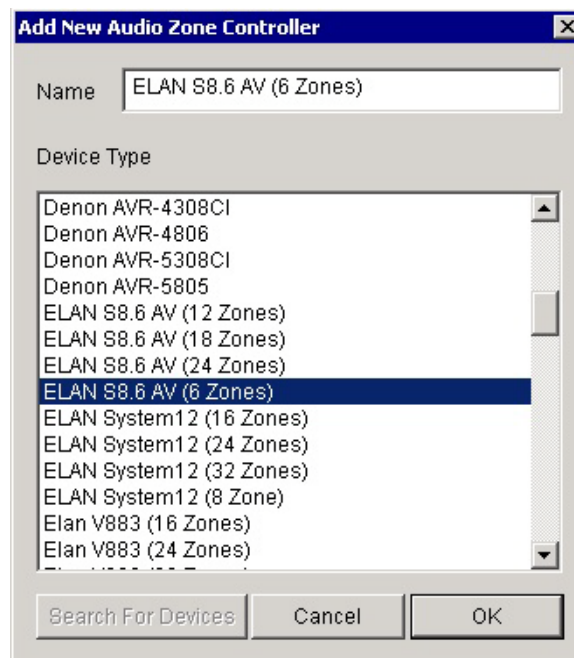 Add New Audio Zone Controller
Name ELAN S8.6 AV (6 Zones)
Device Type
Denon AVR-4308CI
Denon AVR-4806
Denon AVR-5308CI
Denon AVR-5805
ELAN S8.6 AV (12 Zones)
ELAN S8.6 AV (18 Zones)
ELAN S8.6 AV (24 Zones)
ELAN S8.6 AV (6 Zones)
ELAN System12 (16 Zones)
ELAN System12 (24 Zones)
ELAN System12 (32 Zones)
ELAN System12 (8 Zone)
Elan V883 (16 Zones)
Elan V883 (24 Zones)
Search For Devices Cancel OK